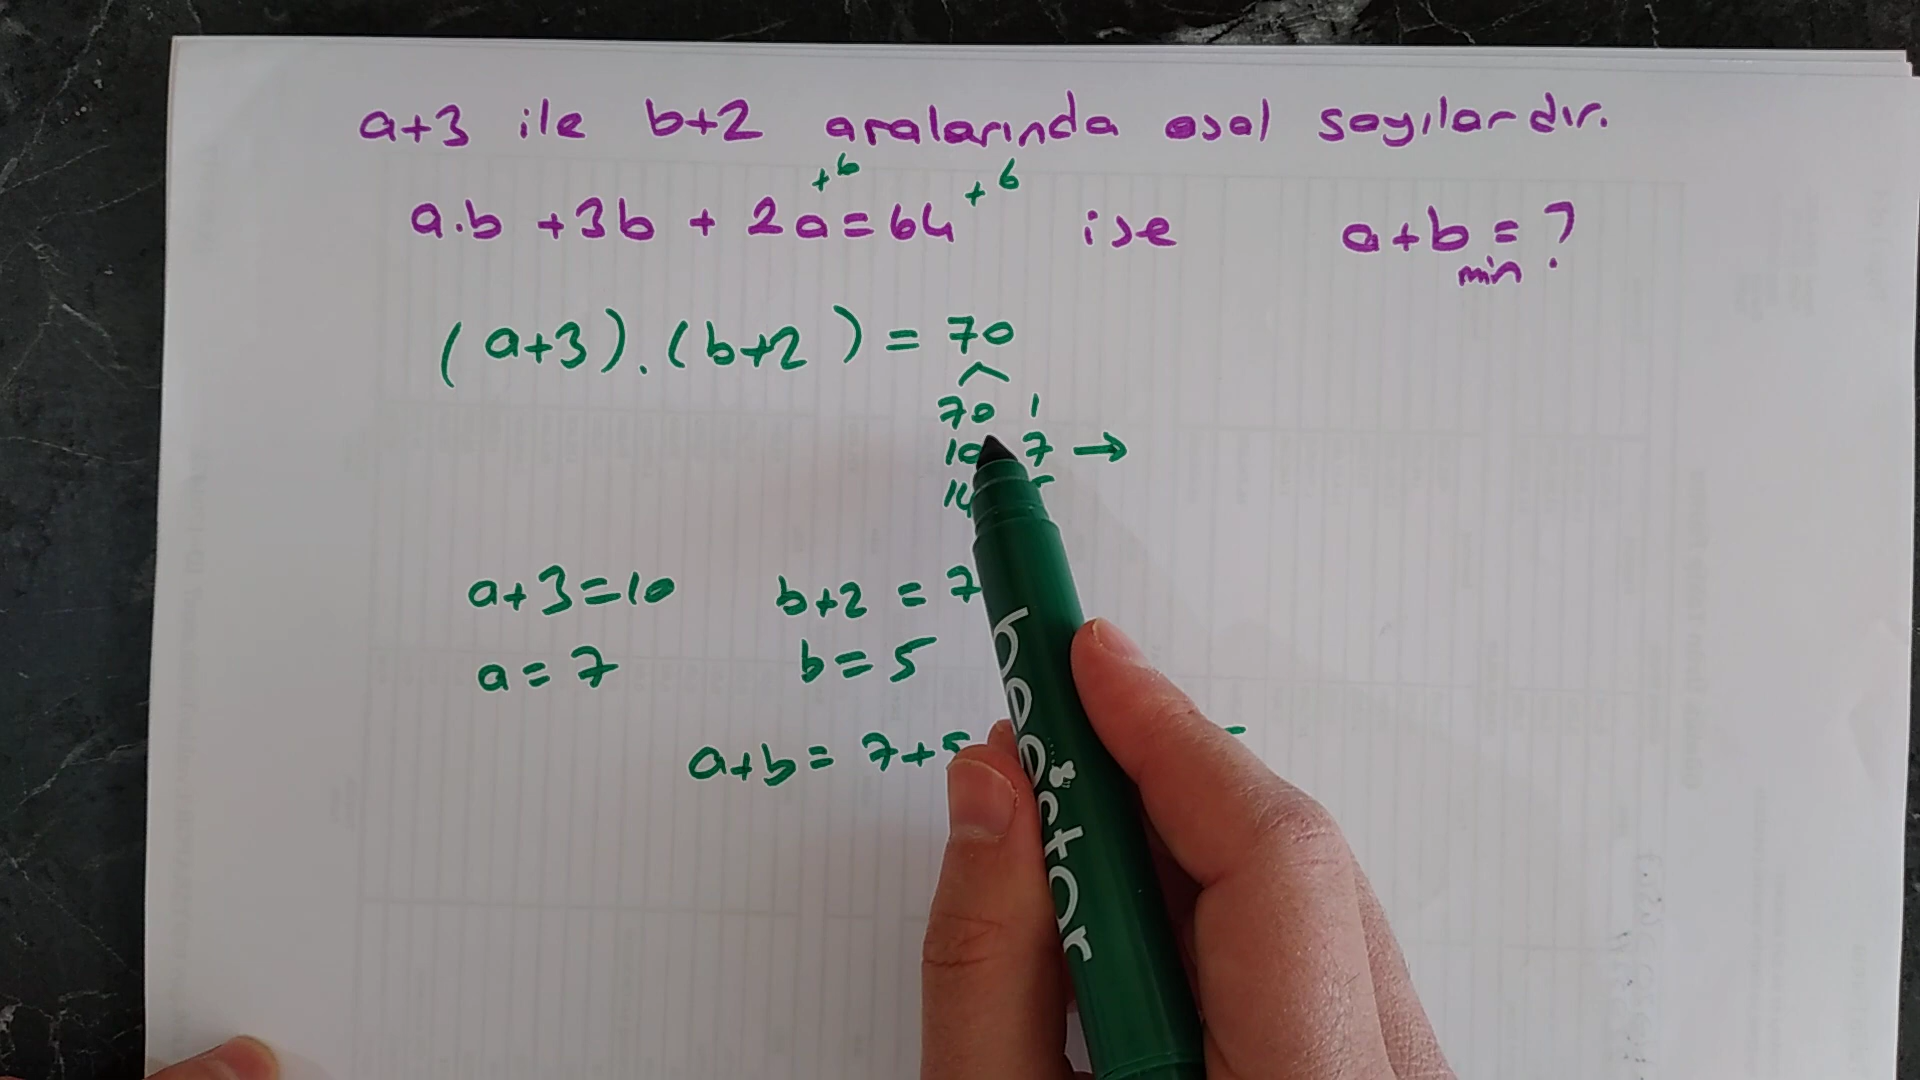 a+3 ile b+2 aralarında asal sayılardır.
+6 +6
a.b +3b + 2a = 64 ise a+b = ?
min
(a+3).(b+2) = 70
70 1
10 7 →
14
a+3=10 b+2 = 7
a = 7 b = 5
a+b = 7+5
beector